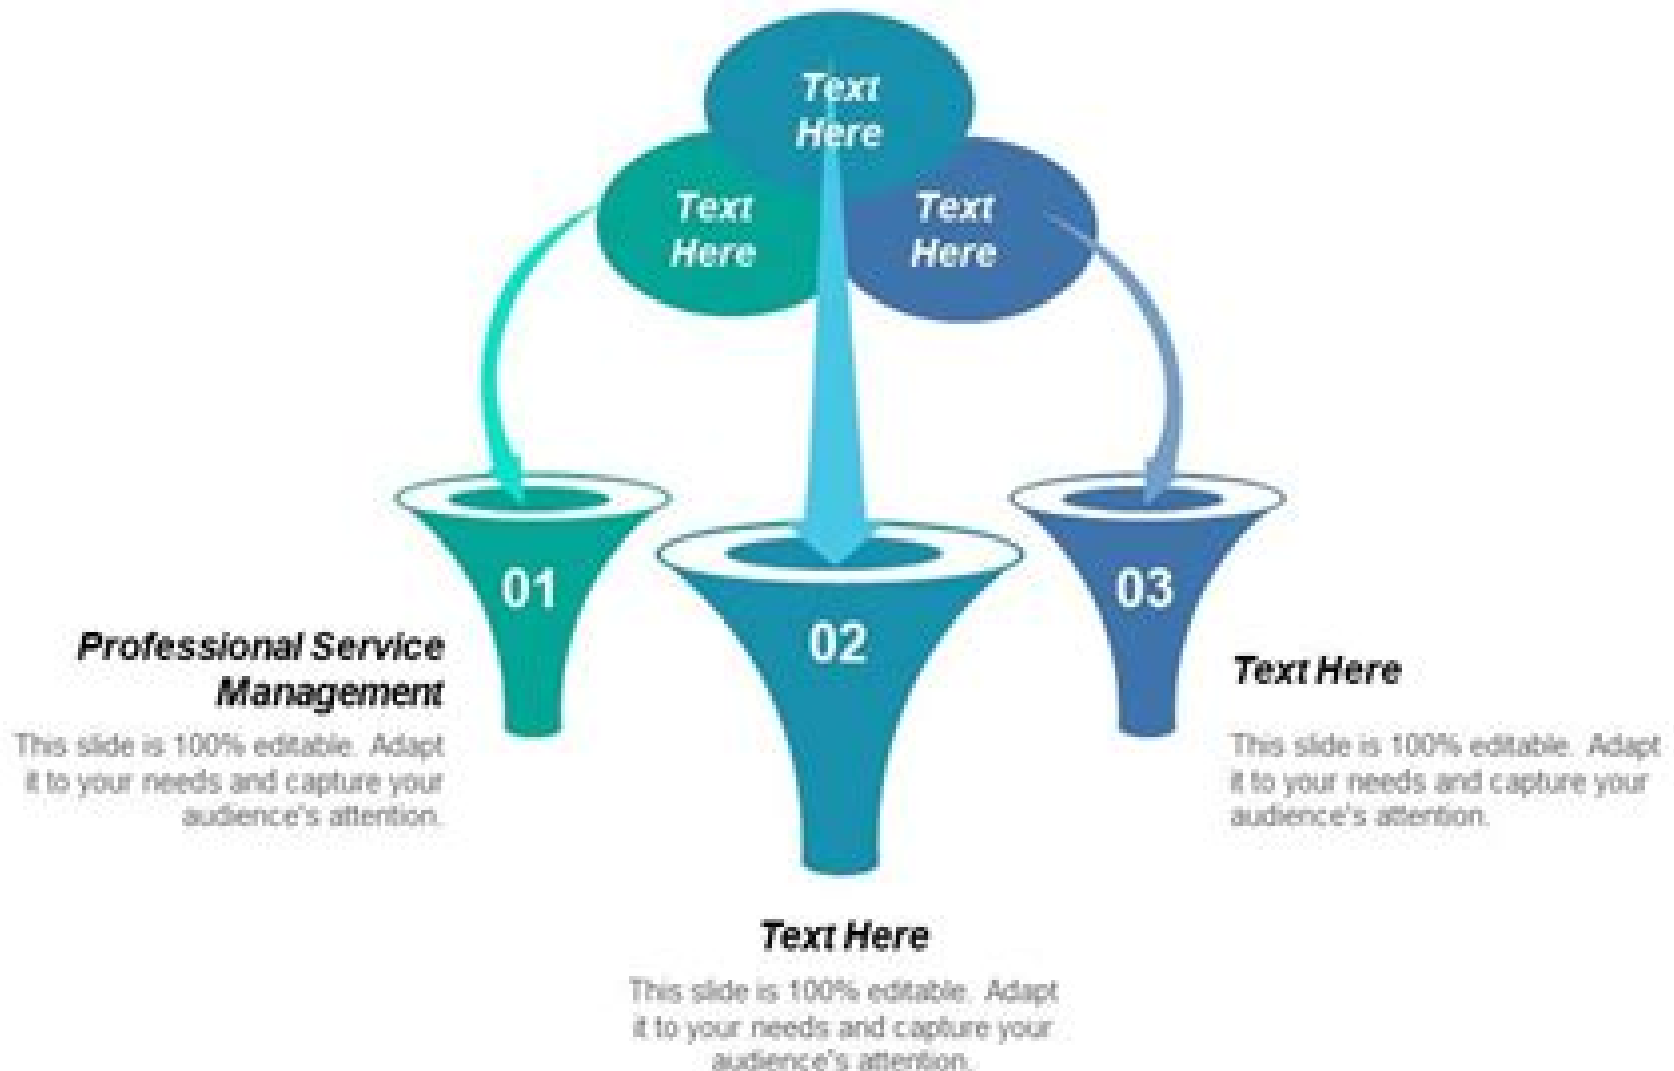 Text
Here
Text
Here
Text
Here
01
02
03
Professional Service
Management
This slide is 100% editable. Adapt
it to your needs and capture your
audience's attention.
Text Here
This slide is 100% editable. Adapt
it to your needs and capture your
audience's attention.
Text Here
This slide is 100% editable. Adapt
it to your needs and capture your
audience's attention.